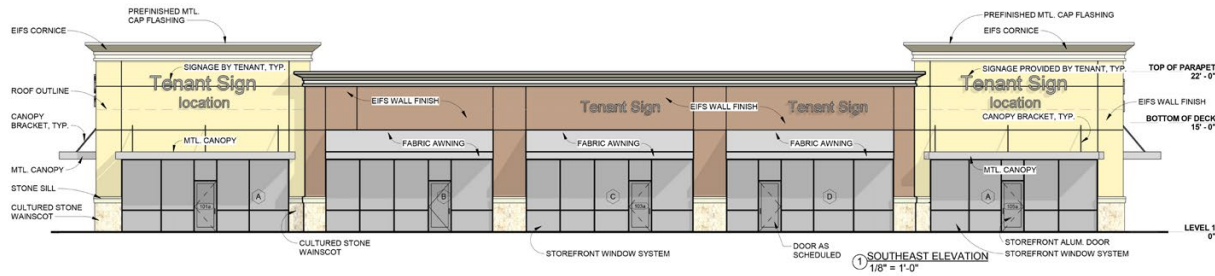 PREFINISHED MTL.
CAP FLASHING
EIFS CORNICE
SIGNAGE BY TENANT, TYP.
Tenant Sign
location
ROOF OUTLINE
CANOPY
BRACKET, TYP.
MTL. CANOPY
MTL. CANOPY
STONE SILL
CULTURED STONE
WAINSCOT
101a
A
CULTURED STONE
WAINSCOT
EIFS WALL FINISH
FABRIC AWNING
B
Tenant Sign
FABRIC AWNING
C
103a
STOREFRONT WINDOW SYSTEM
EIFS WALL FINISH
Tenant Sign
FABRIC AWNING
D
DOOR AS
SCHEDULED
PREFINISHED MTL. CAP FLASHING
EIFS CORNICE
SIGNAGE PROVIDED BY TENANT, TYP.
Tenant Sign
location
TOP OF PARAPET
22' - 0"
EIFS WALL FINISH
CANOPY BRACKET, TYP.
BOTTOM OF DECK
15' - 0"
MTL. CANOPY
A
105a
LEVEL 1
0"
STOREFRONT ALUM. DOOR
STOREFRONT WINDOW SYSTEM
1 SOUTHEAST ELEVATION
1/8" = 1'-0"